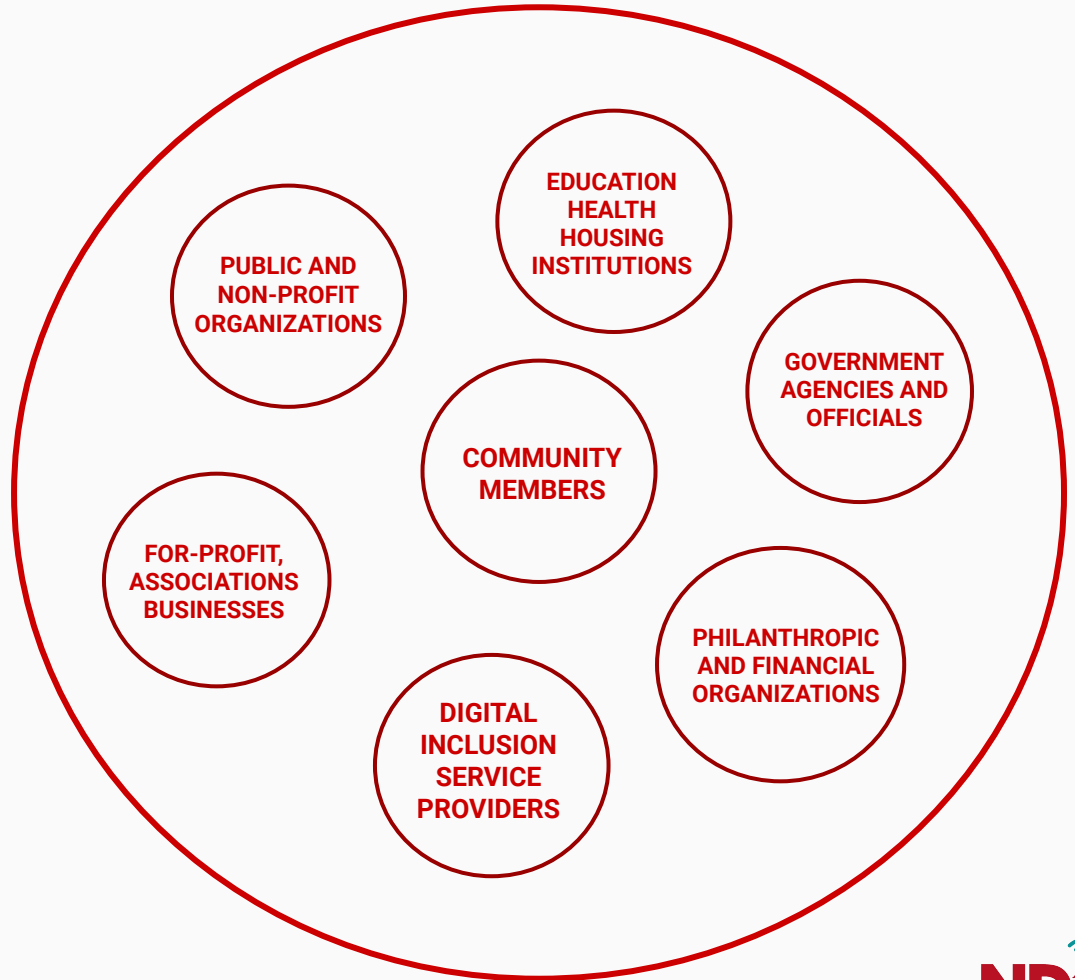 EDUCATION
HEALTH
HOUSING
INSTITUTIONS
PUBLIC AND
NON-PROFIT
ORGANIZATIONS
GOVERNMENT
AGENCIES AND
OFFICIALS
COMMUNITY
MEMBERS
FOR-PROFIT,
ASSOCIATIONS
BUSINESSES
PHILANTHROPIC
AND FINANCIAL
ORGANIZATIONS
DIGITAL
INCLUSION
SERVICE
PROVIDERS